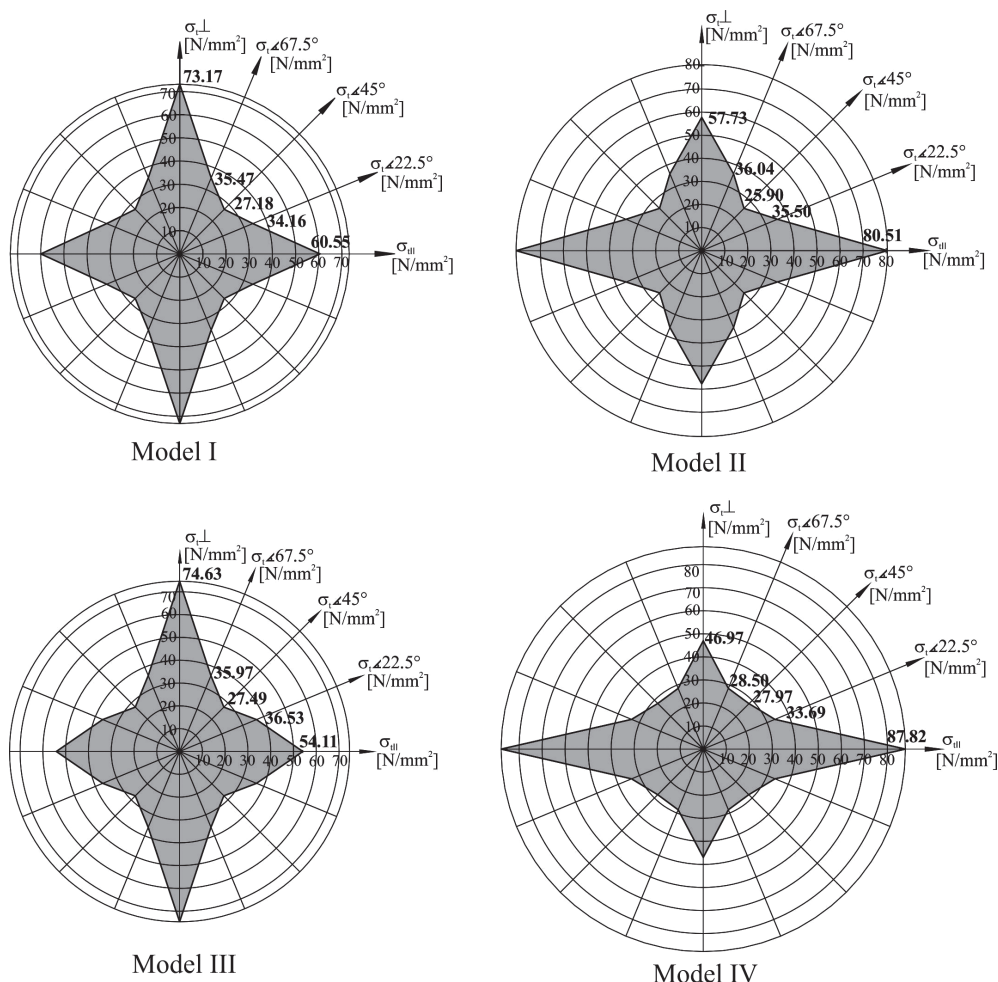 σt⊥
[N/mm²]
σt∡67.5°
[N/mm²]
σt∡45°
[N/mm²]
σt∡22.5°
[N/mm²]
σtll
[N/mm²]
73.17
35.47
27.18
34.16
60.55
70
60
50
40
30
20
10
10 20 30 40 50 60 70
Model I
σt⊥
[N/mm²]
σt∡67.5°
[N/mm²]
σt∡45°
[N/mm²]
σt∡22.5°
[N/mm²]
σtll
[N/mm²]
57.73
36.04
25.90
35.50
80.51
80
70
60
50
40
30
20
10
10 20 30 40 50 60 70 80
Model II
σt⊥
[N/mm²]
σt∡67.5°
[N/mm²]
σt∡45°
[N/mm²]
σt∡22.5°
[N/mm²]
σtll
[N/mm²]
74.63
35.97
27.49
36.53
54.11
70
60
50
40
30
20
10
10 20 30 40 50 60 70
Model III
σt⊥
[N/mm²]
σt∡67.5°
[N/mm²]
σt∡45°
[N/mm²]
σt∡22.5°
[N/mm²]
σtll
[N/mm²]
46.97
28.50
27.97
33.69
87.82
80
70
60
50
40
30
20
10
10 20 30 40 50 60 70 80
Model IV